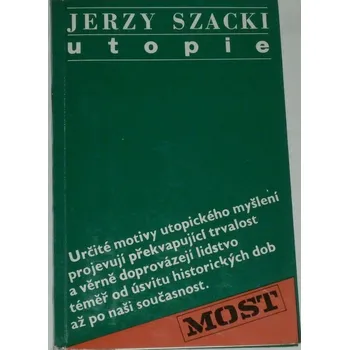 JERZY SZACKI
utopie
Určité motivy utopického myšlení
projevují překvapující trvalost
a věrně doprovázejí lidstvo
téměř od úsvitu historických dob
až po naši současnost.
MOST